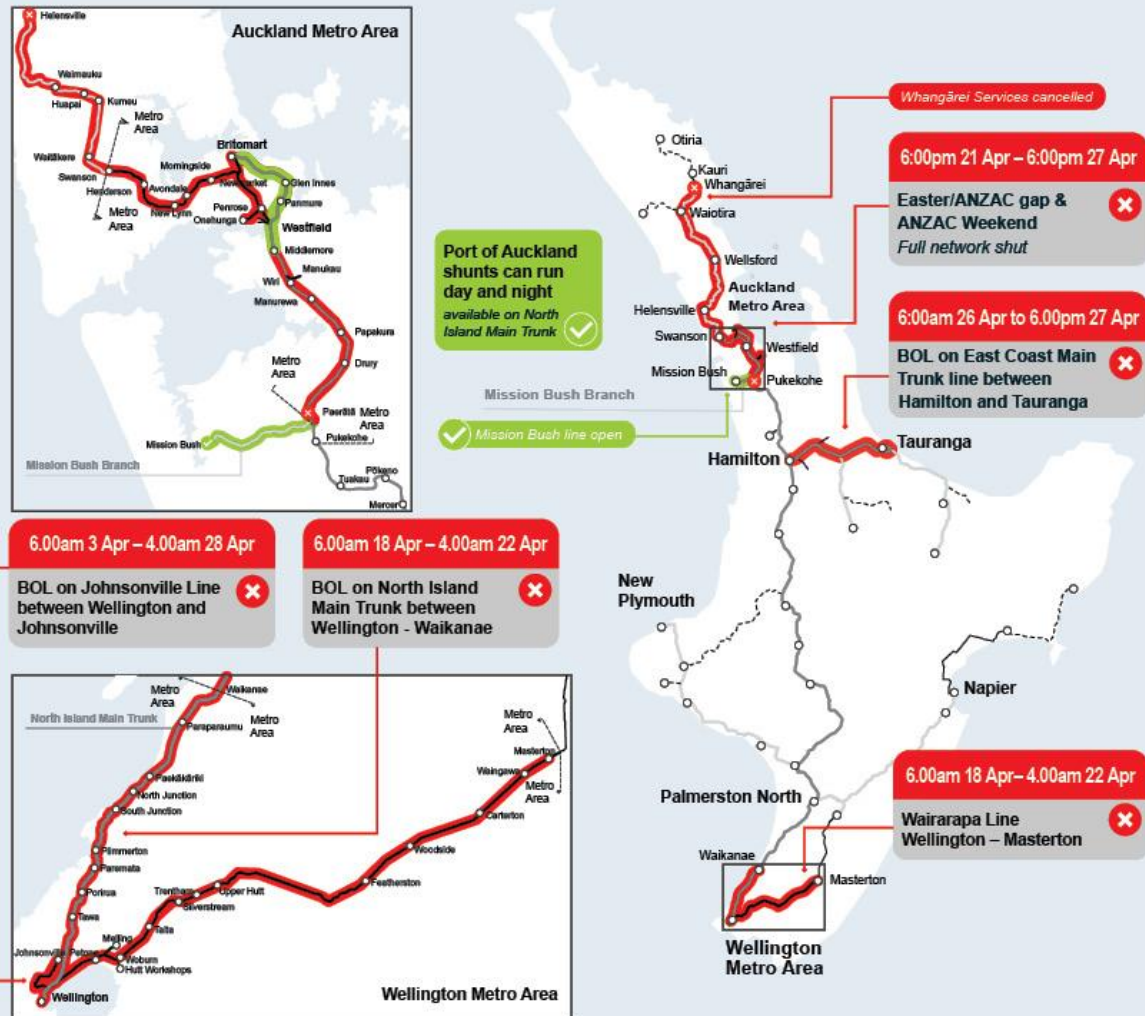 Helensville
Auckland Metro Area
Waimauku
Huapai
Kumeu
Metro
Area
Waitākere
Swanson
Henderson
Metro
Area
Avondale
New Lynn
Morningside
Britomart
Newmarket
Glen Innes
Panmure
Penrose
Onehunga
Westfield
Middlemore
Manukau
Wiri
Manurewa
Papakura
Drury
Metro
Area
Paerātā
Metro
Area
Pukekohe
Mission Bush
Mission Bush Branch
Tuakau
Pōkeno
Mercer
Port of Auckland
shunts can run
day and night
available on North
Island Main Trunk
Mission Bush Branch
Mission Bush line open
Otiria
Kauri
Whangārei
Waiotira
Wellsford
Auckland
Metro Area
Helensville
Swanson
Westfield
Mission Bush
Pukekohe
Hamilton
Tauranga
New
Plymouth
Napier
Palmerston North
Waikanae
Masterton
Wellington
Metro Area
Whangārei Services cancelled
6:00pm 21 Apr – 6:00pm 27 Apr
Easter/ANZAC gap &
ANZAC Weekend
Full network shut
6:00am 26 Apr to 6.00pm 27 Apr
BOL on East Coast Main
Trunk line between
Hamilton and Tauranga
6.00am 18 Apr– 4.00am 22 Apr
Wairarapa Line
Wellington – Masterton
6.00am 3 Apr – 4.00am 28 Apr
BOL on Johnsonville Line
between Wellington and
Johnsonville
6.00am 18 Apr – 4.00am 22 Apr
BOL on North Island
Main Trunk between
Wellington - Waikanae
Metro
Area
Waikanae
North Island Main Trunk
Metro
Area
Paraparaumu
Paekākāriki
North Junction
South Junction
Plimmerton
Paremata
Porirua
Tawa
Johnsonville
Petone
Melling
Woburn
Hutt Workshops
Taita
Silverstream
Trentham
Upper Hutt
Featherston
Woodside
Carterton
Waingawa
Masterton
Metro
Area
Metro
Area
Wellington
Wellington Metro Area